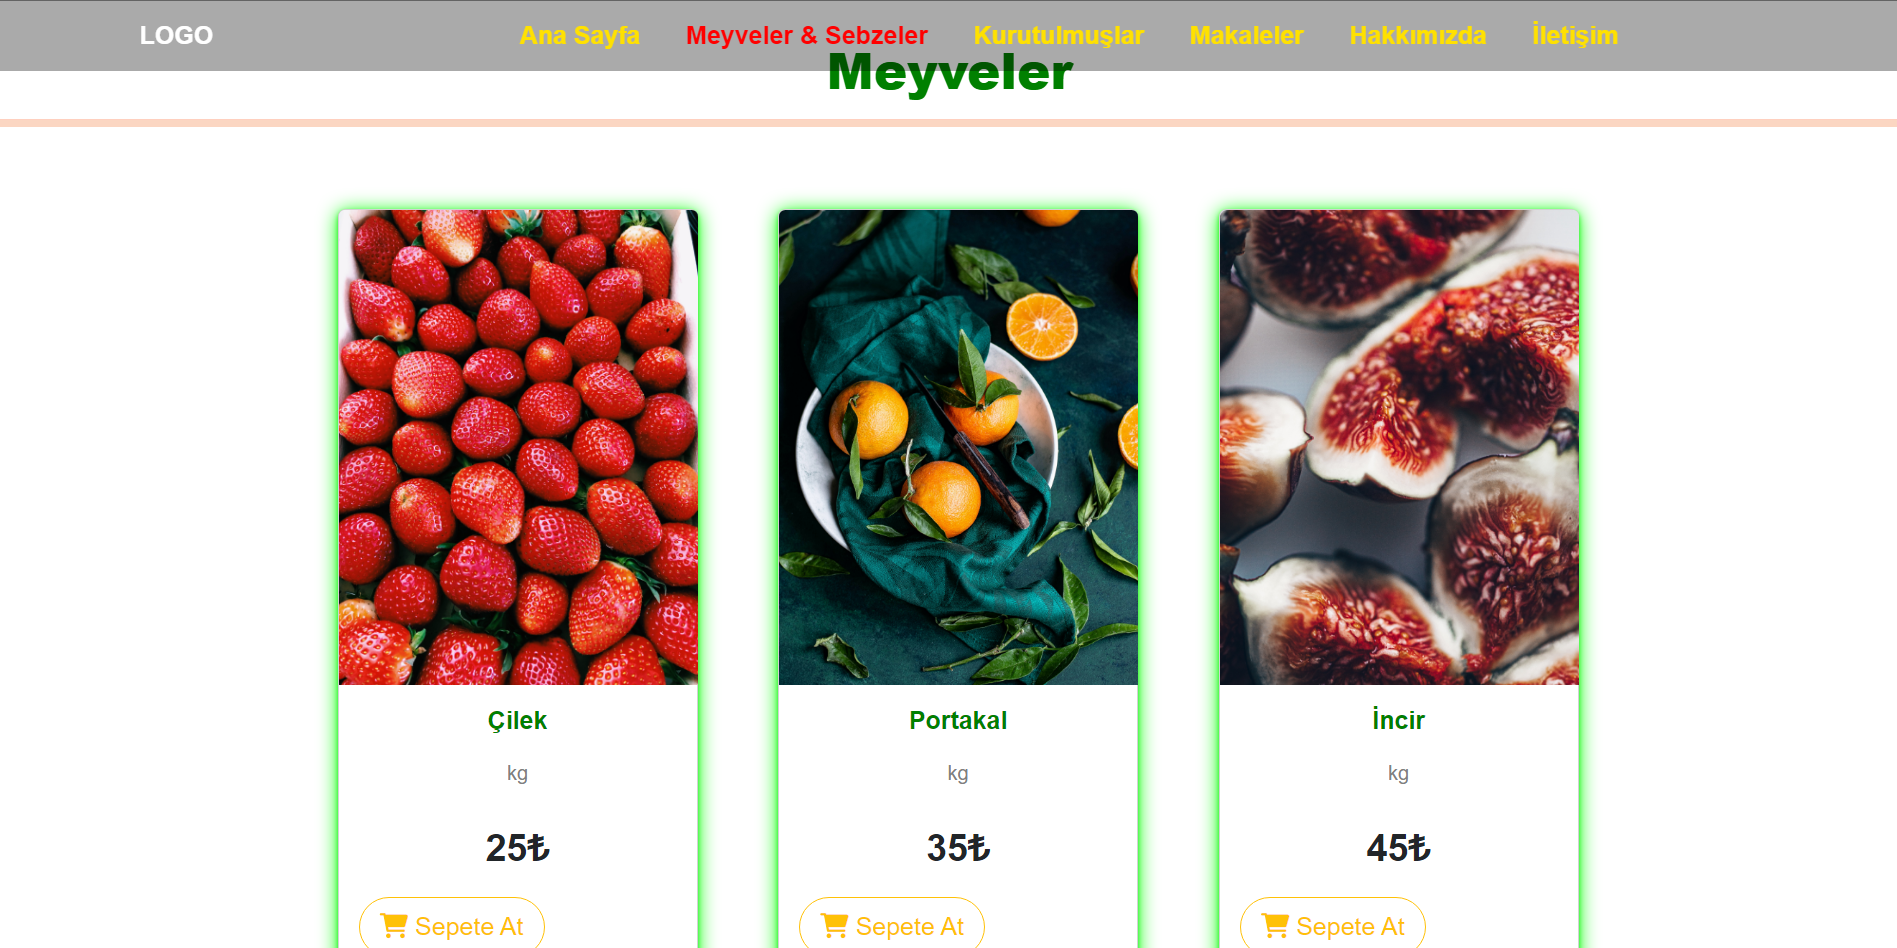 LOGO Ana Sayfa Meyveler & Sebzeler Kurutulmuşlar Makaleler Hakkımızda İletişim
Meyveler
Çilek Portakal İncir
kg kg kg
25₺ 35₺ 45₺
Sepete At Sepete At Sepete At